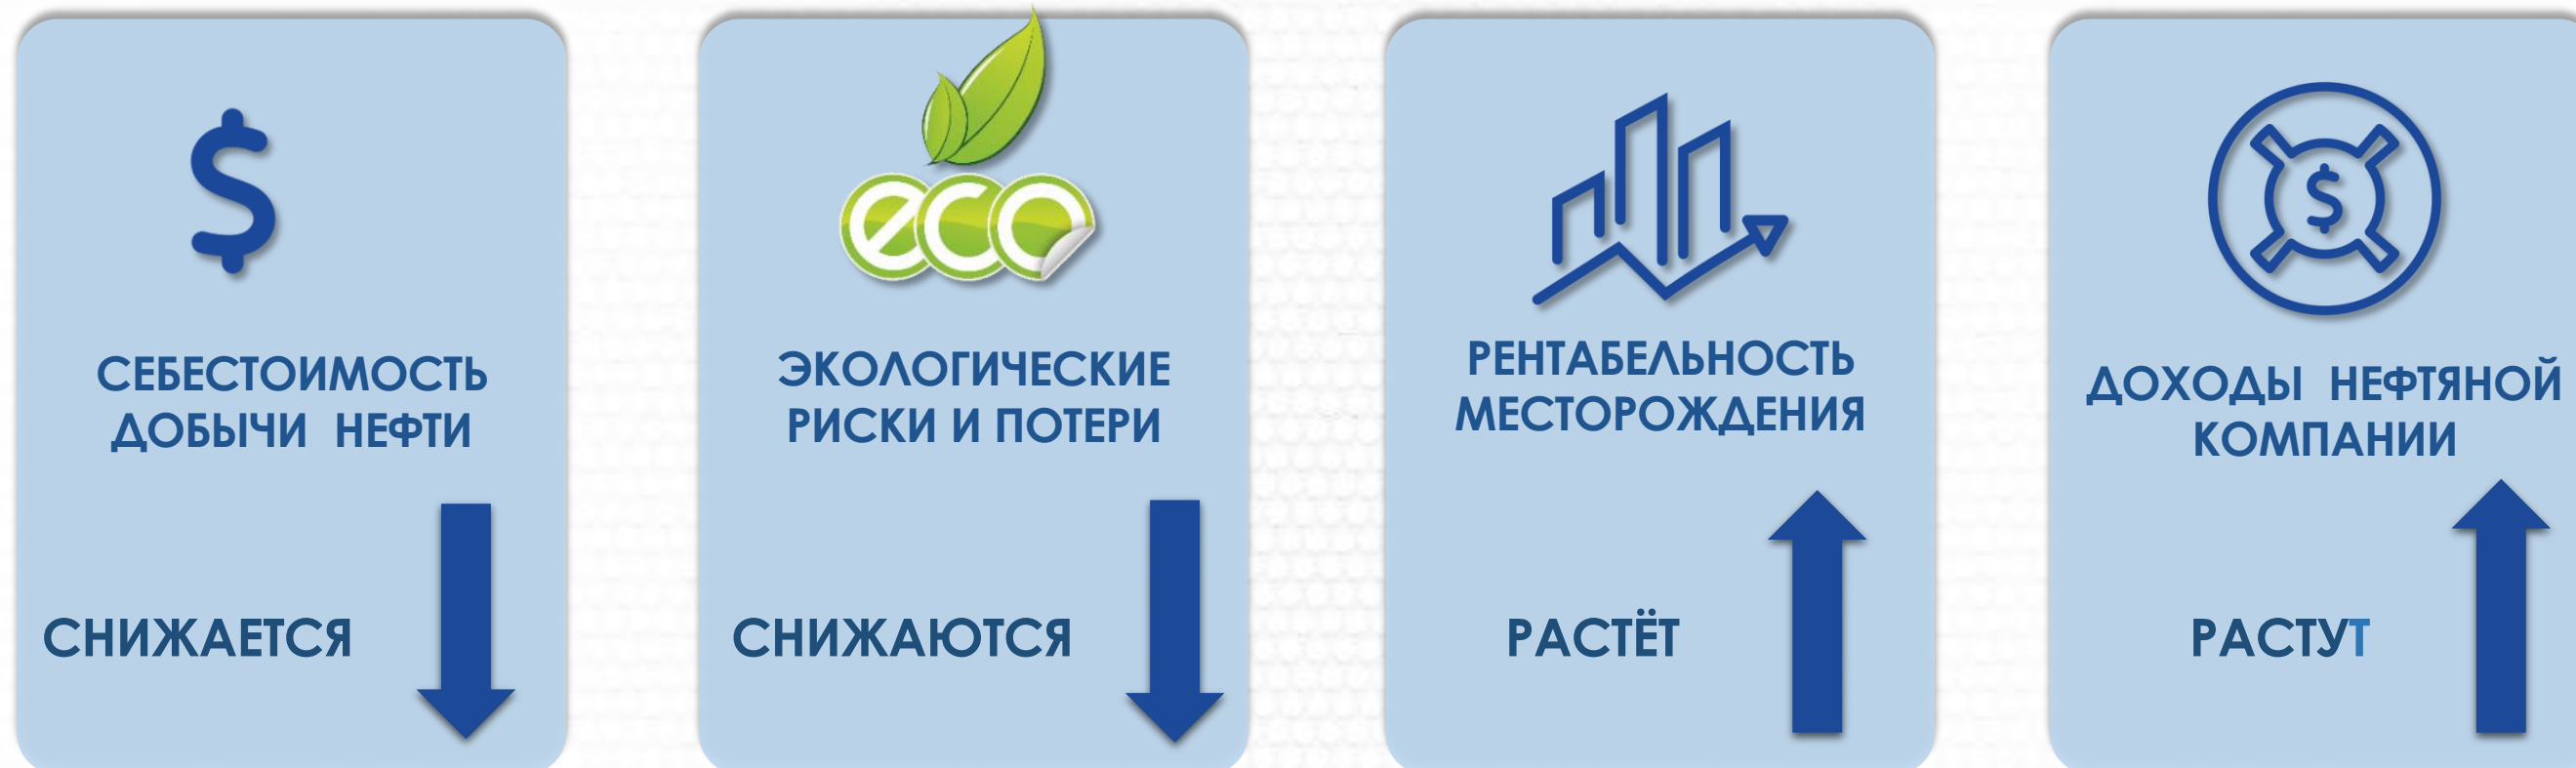 $
eco
СЕБЕСТОИМОСТЬ
ДОБЫЧИ НЕФТИ
СНИЖАЕТСЯ
ЭКОЛОГИЧЕСКИЕ
РИСКИ И ПОТЕРИ
СНИЖАЮТСЯ
РЕНТАБЕЛЬНОСТЬ
МЕСТОРОЖДЕНИЯ
РАСТЁТ
$
ДОХОДЫ НЕФТЯНОЙ
КОМПАНИИ
РАСТУТ